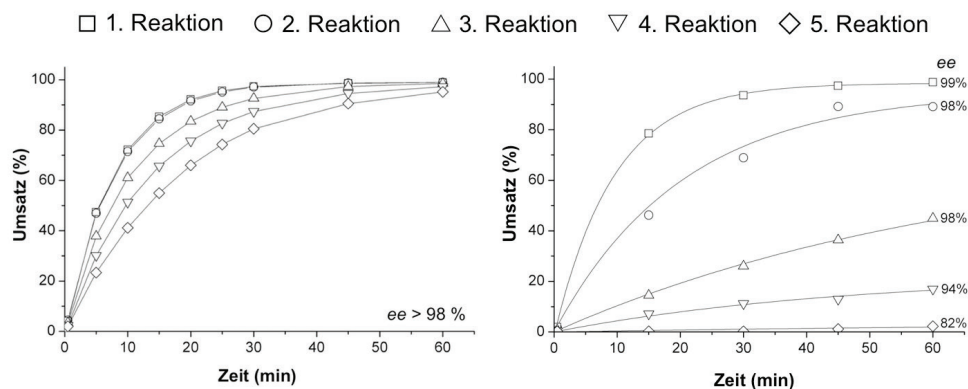 1. Reaktion 2. Reaktion 3. Reaktion 4. Reaktion 5. Reaktion
100
80
60
40
20
0
Umsatz (%)
0 10 20 30 40 50 60
Zeit (min)
ee > 98 %
ee
100
80
60
40
20
0
Umsatz (%)
99%
98%
98%
94%
82%
0 10 20 30 40 50 60
Zeit (min)